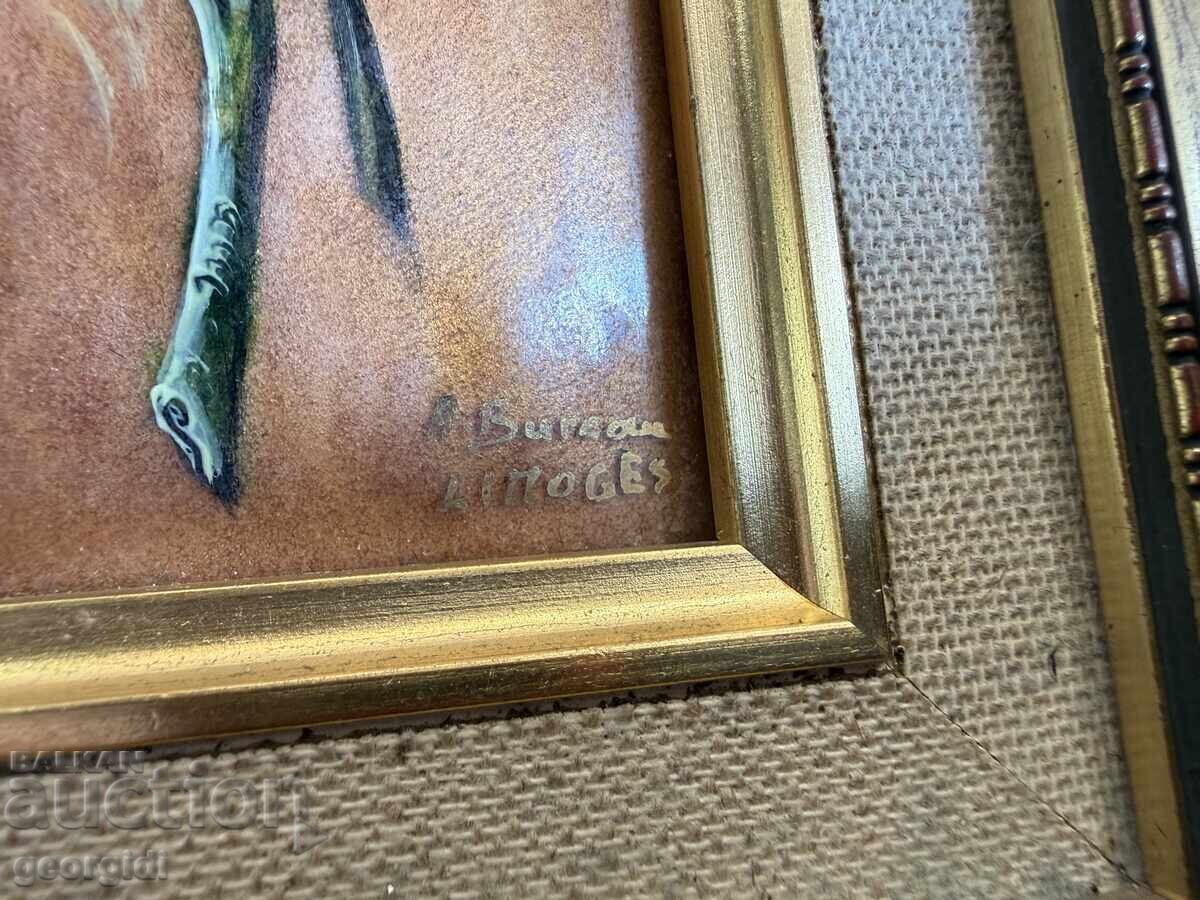 A. Bureau
LIMOGES
BALKAN
auction
georgidi